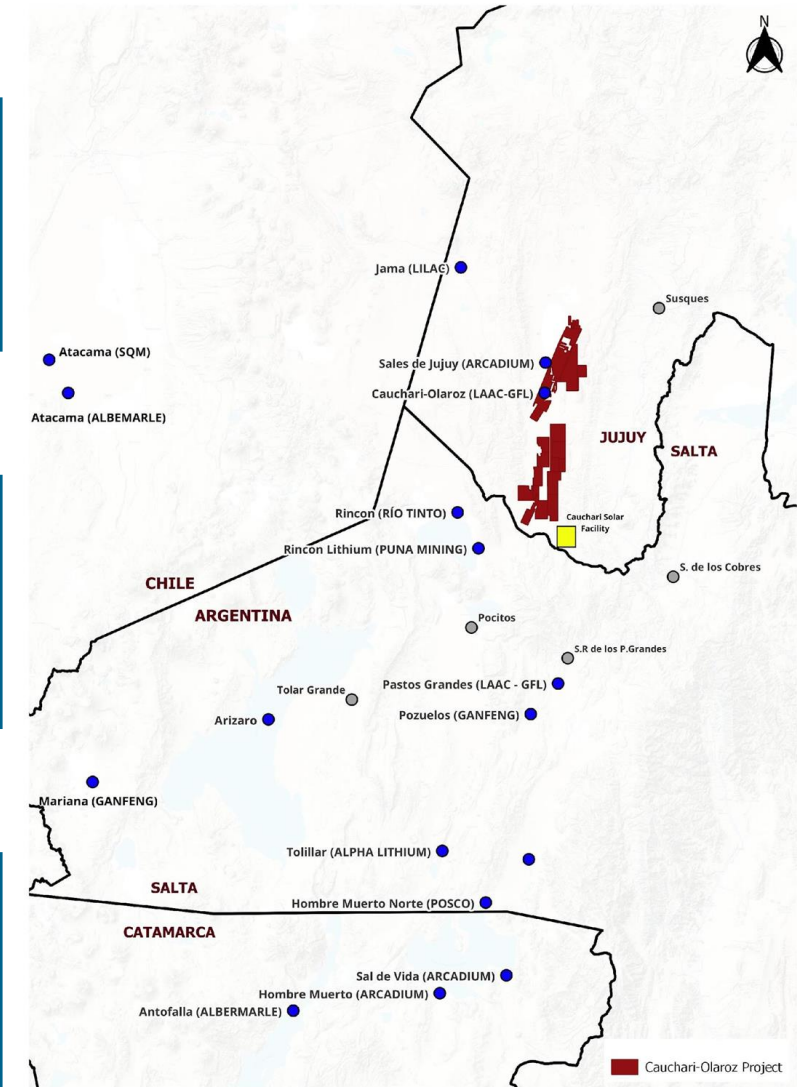 N
Jama (LILAC)
Susques
Atacama (SQM)
Sales de Jujuy (ARCADIUM)
Cauchari-Olaroz (LAAC-GFL)
Atacama (ALBEMARLE)
JUJUY
SALTA
Rincon (RÍO TINTO)
Cauchari Solar
Facility
Rincon Lithium (PUNA MINING)
S. de los Cobres
CHILE
ARGENTINA
Pocitos
S.R de los P.Grandes
Pastos Grandes (LAAC - GFL)
Tolar Grande
Pozuelos (GANFENG)
Arizaro
Mariana (GANFENG)
Tolillar (ALPHA LITHIUM)
SALTA
Hombre Muerto Norte (POSCO)
CATAMARCA
Sal de Vida (ARCADIUM)
Hombre Muerto (ARCADIUM)
Antofalla (ALBERMARLE)
Cauchari-Olaroz Project